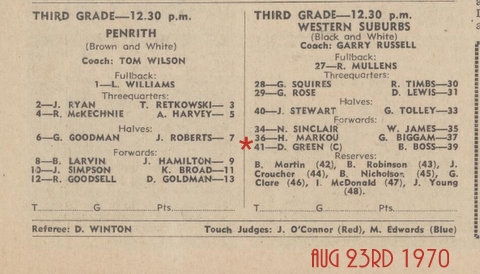 THIRD GRADE—12.30 p.m.
PENRITH
(Brown and White)
Coach: TOM WILSON
Fullback:
1—L. WILLIAMS
Threequarters:
2—J. RYAN T. RETKOWSKI— 3
4—R. McKECHNIE A. HARVEY— 5
Halves:
6—G. GOODMAN J. ROBERTS— 7
Forwards:
8—B. LARVIN J. HAMILTON— 9
10—J. SIMPSON K. BROAD—11
12—R. GOODSELL D. GOLDMAN—13
T............G............Pts............
THIRD GRADE—12.30 p.m.
WESTERN SUBURBS
(Black and White)
Coach: GARRY RUSSELL
Fullback:
27—R. MULLENS
Threequarters:
28—G. SQUIRES R. TIMBS—30
29—G. ROSE D. LEWIS—31
Halves:
40—J. STEWART G. TOLLEY—33
Forwards:
34—N. SINCLAIR W. JAMES—35
36—H. MARKOU G. BIGGAM—37
* 41—D. GREEN (C) B. BOSS—39
Reserves:
B. Martin (42), B. Robinson (43), J.
Croucher (44), B. Nicholson (45), G.
Clare (46), I. McDonald (47), J. Young
(48).
T............G............Pts............
Referee: D. WINTON Touch Judges: J. O'Connor (Red), M. Edwards (Blue)
AUG 23RD 1970